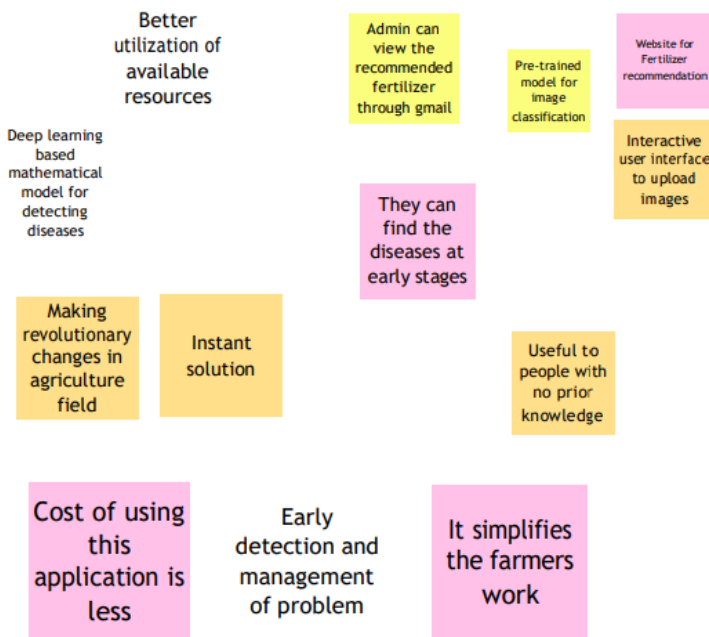 Better
utilization of
available
resources
Admin can
view the
recommended
fertilizer
through gmail
Pre-trained
model for
image
classification
Website for
Fertilizer
recommendation
Deep learning
based
mathematical
model for
detecting
diseases
Interactive
user interface
to upload
images
They can
find the
diseases at
early stages
Making
revolutionary
changes in
agriculture
field
Instant
solution
Useful to
people with
no prior
knowledge
Cost of using
this
application is
less
Early
detection and
management
of problem
It simplifies
the farmers
work